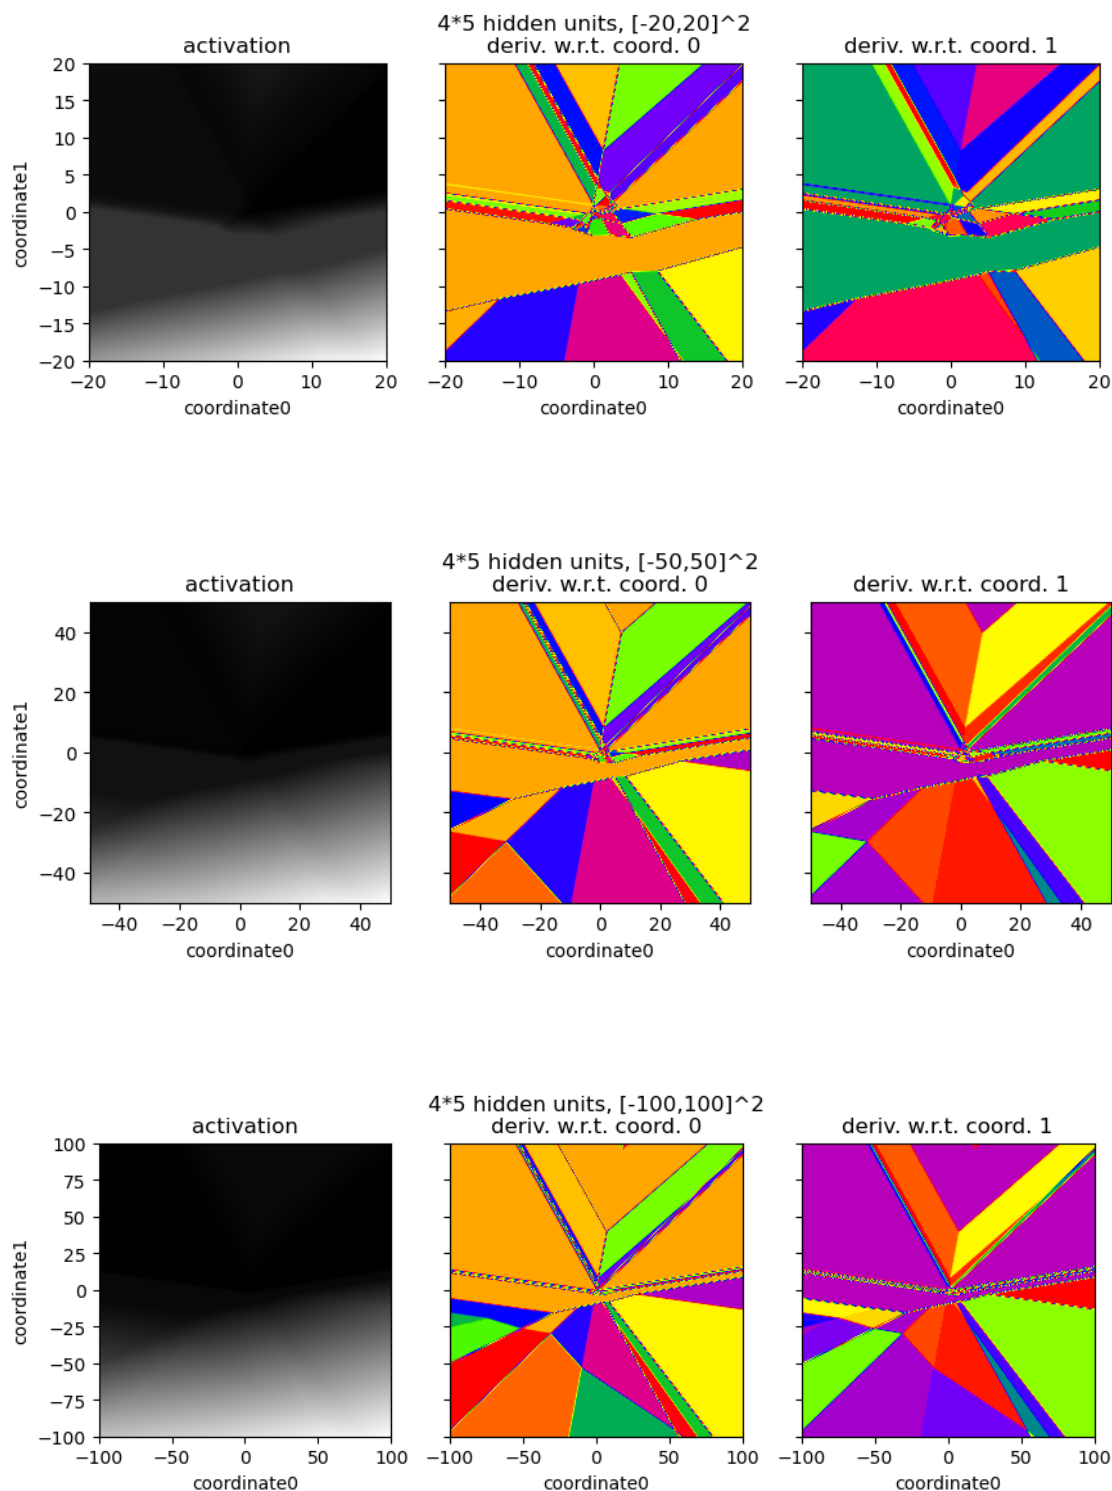 4*5 hidden units, [-20,20]^2
activation
deriv. w.r.t. coord. 0
deriv. w.r.t. coord. 1
20
15
10
5
0
−5
−10
−15
−20
coordinate1
−20
−10
0
10
20
−20
−10
0
10
20
−20
−10
0
10
20
coordinate0
coordinate0
coordinate0
4*5 hidden units, [-50,50]^2
activation
deriv. w.r.t. coord. 0
deriv. w.r.t. coord. 1
40
20
0
−20
−40
coordinate1
−40
−20
0
20
40
−40
−20
0
20
40
−40
−20
0
20
40
coordinate0
coordinate0
coordinate0
4*5 hidden units, [-100,100]^2
activation
deriv. w.r.t. coord. 0
deriv. w.r.t. coord. 1
100
75
50
25
0
−25
−50
−75
−100
coordinate1
−100
−50
0
50
100
−100
−50
0
50
100
−100
−50
0
50
100
coordinate0
coordinate0
coordinate0